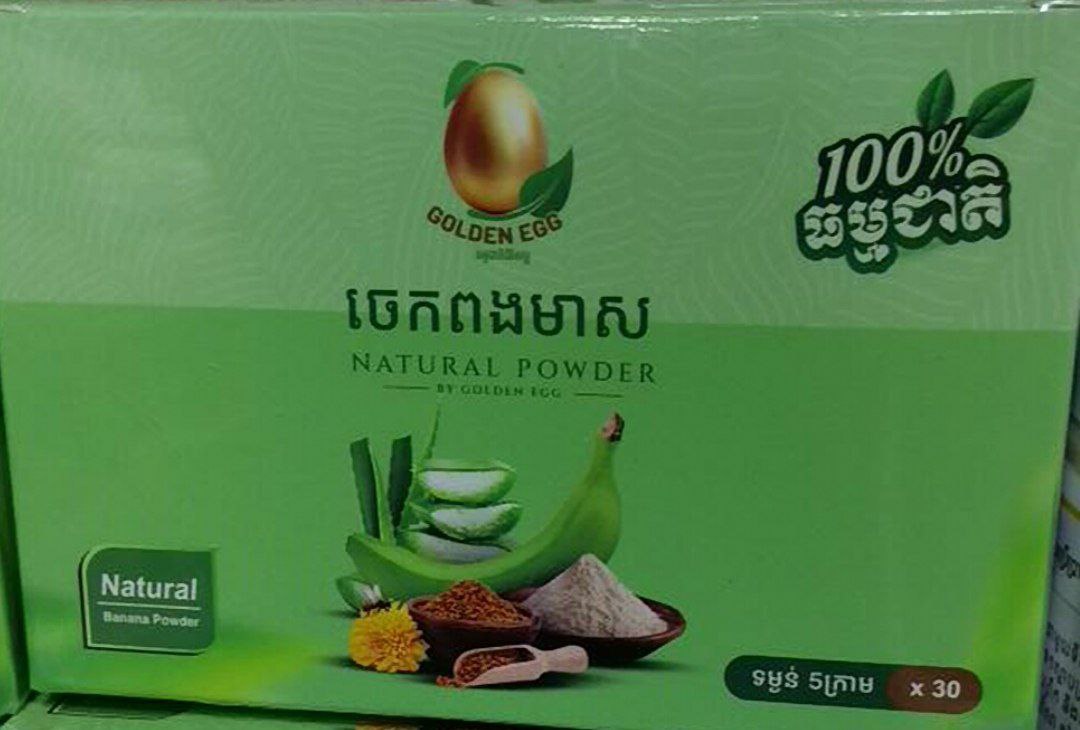 GOLDEN EGG
100%
ធម្មជាតិ
ចេកពងមាស
NATURAL POWDER
BY GOLDEN EGG
Natural
Banana Powder
ទម្ងន់ 5ក្រាម x 30